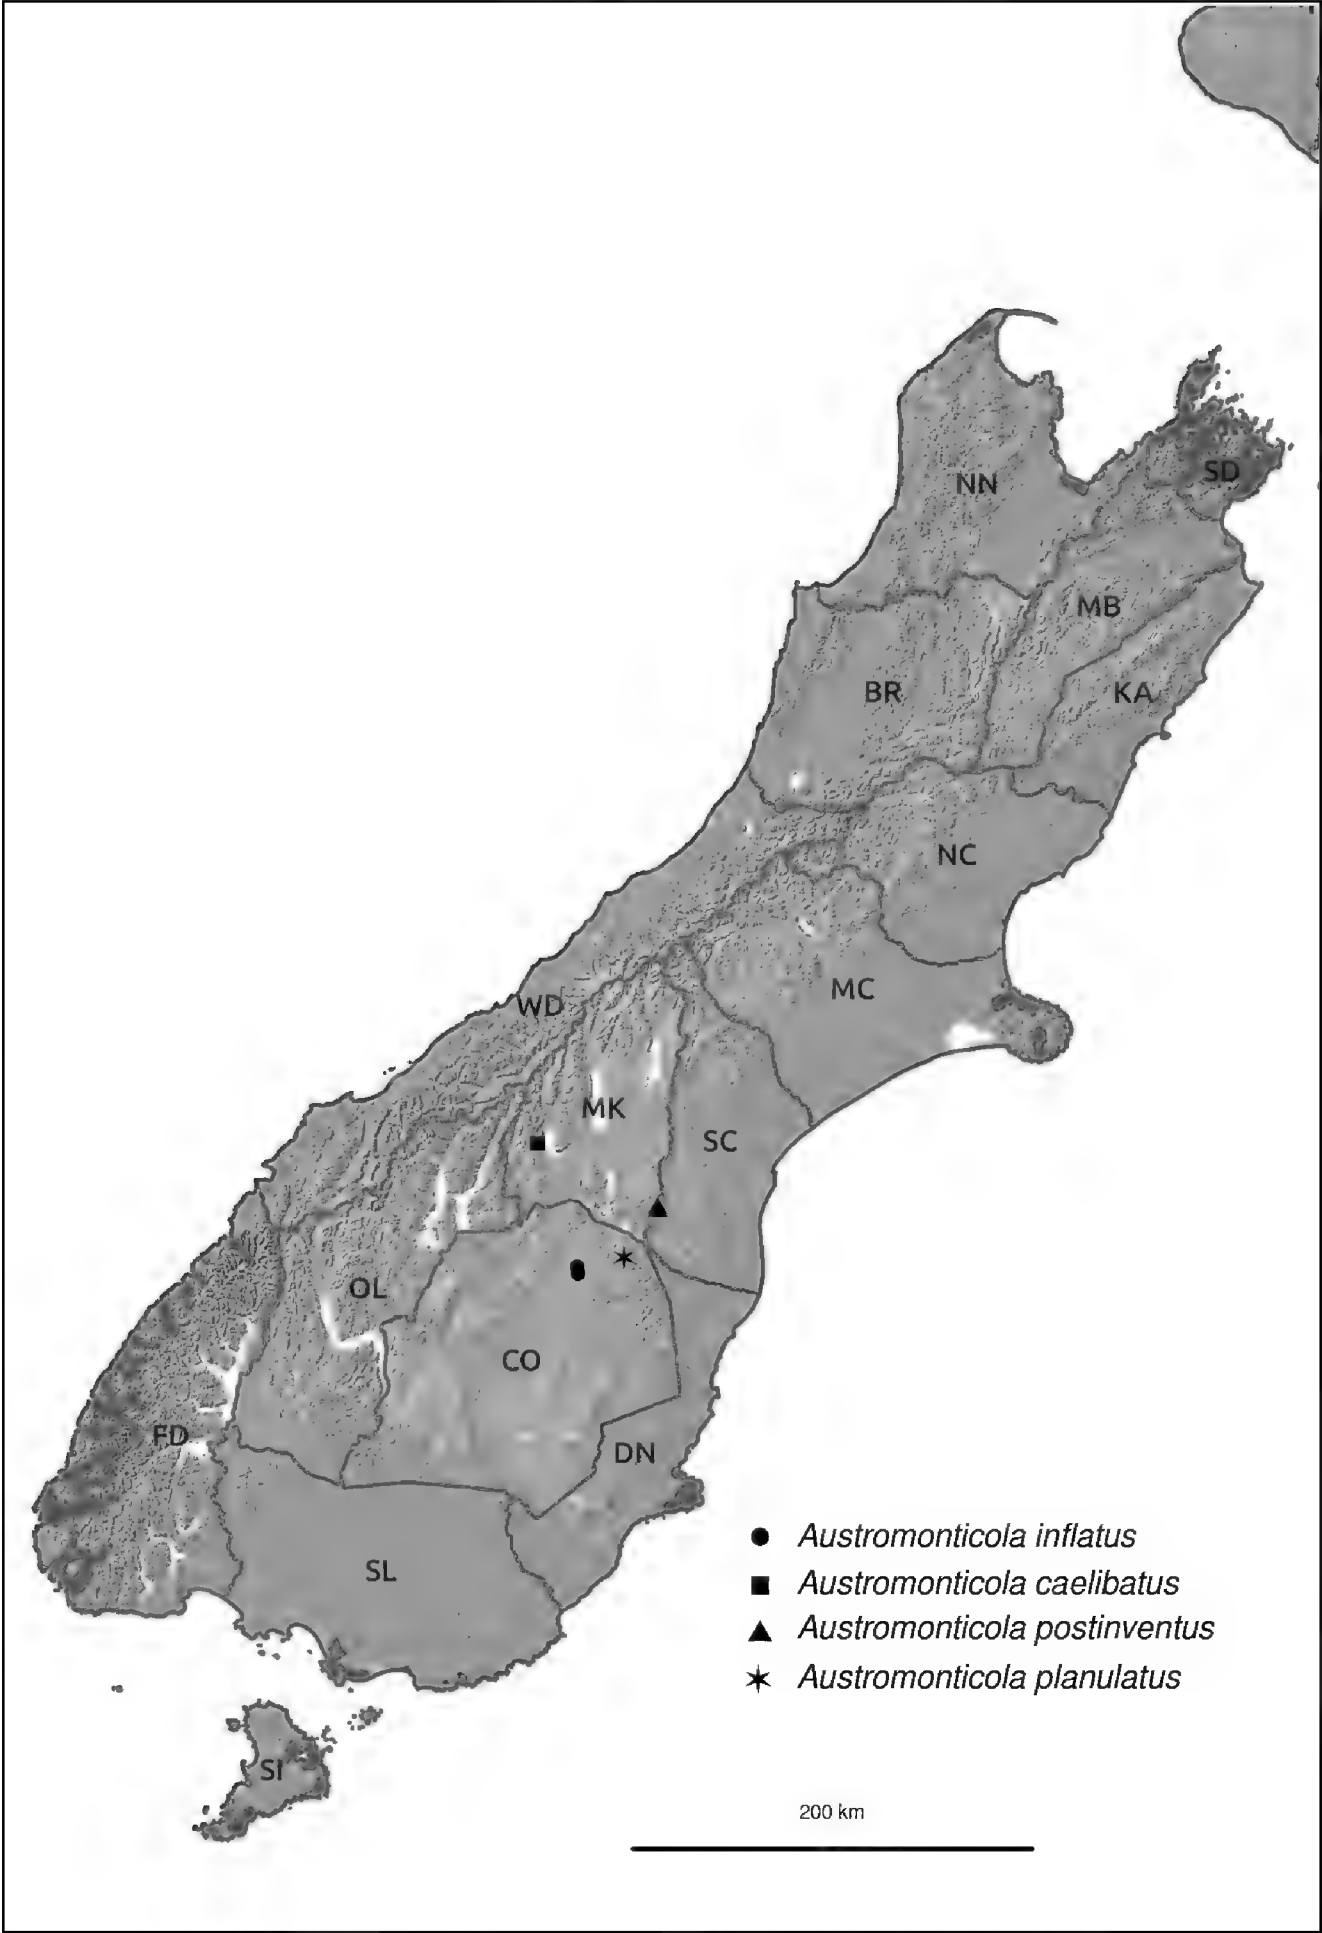 NN
SD
MB
BR
KA
NC
MC
WD
MK
SC
OL
CO
FD
DN
SL
SI
Austromonticola inflatus
Austromonticola caelibatus
Austromonticola postinventus
Austromonticola planulatus
200 km